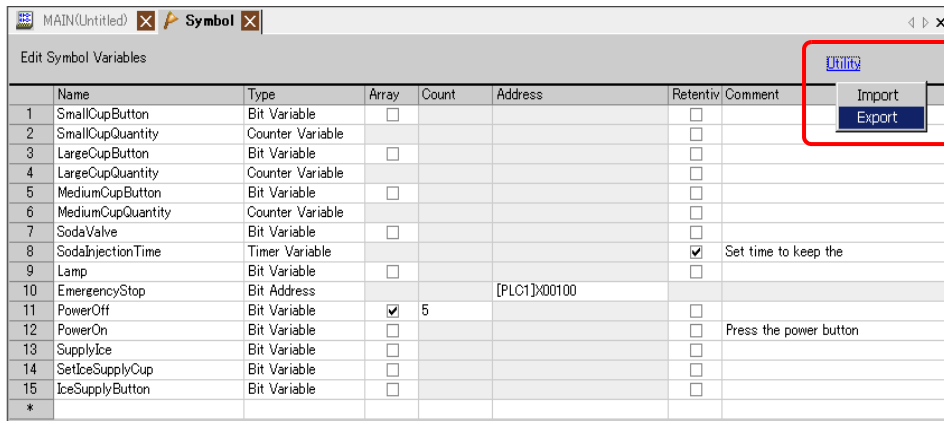 MAIN(Untitled) Symbol
Edit Symbol Variables Utility
Name Type Array Count Address Retentiv Comment Import
Export
1 SmallCupButton Bit Variable
2 SmallCupQuantity Counter Variable
3 LargeCupButton Bit Variable
4 LargeCupQuantity Counter Variable
5 MediumCupButton Bit Variable
6 MediumCupQuantity Counter Variable
7 SodaValve Bit Variable
8 SodaInjectionTime Timer Variable Set time to keep the
9 Lamp Bit Variable
10 EmergencyStop Bit Address [PLC1]X00100
11 PowerOff Bit Variable 5
12 PowerOn Bit Variable Press the power button
13 SupplyIce Bit Variable
14 SetIceSupplyCup Bit Variable
15 IceSupplyButton Bit Variable
*